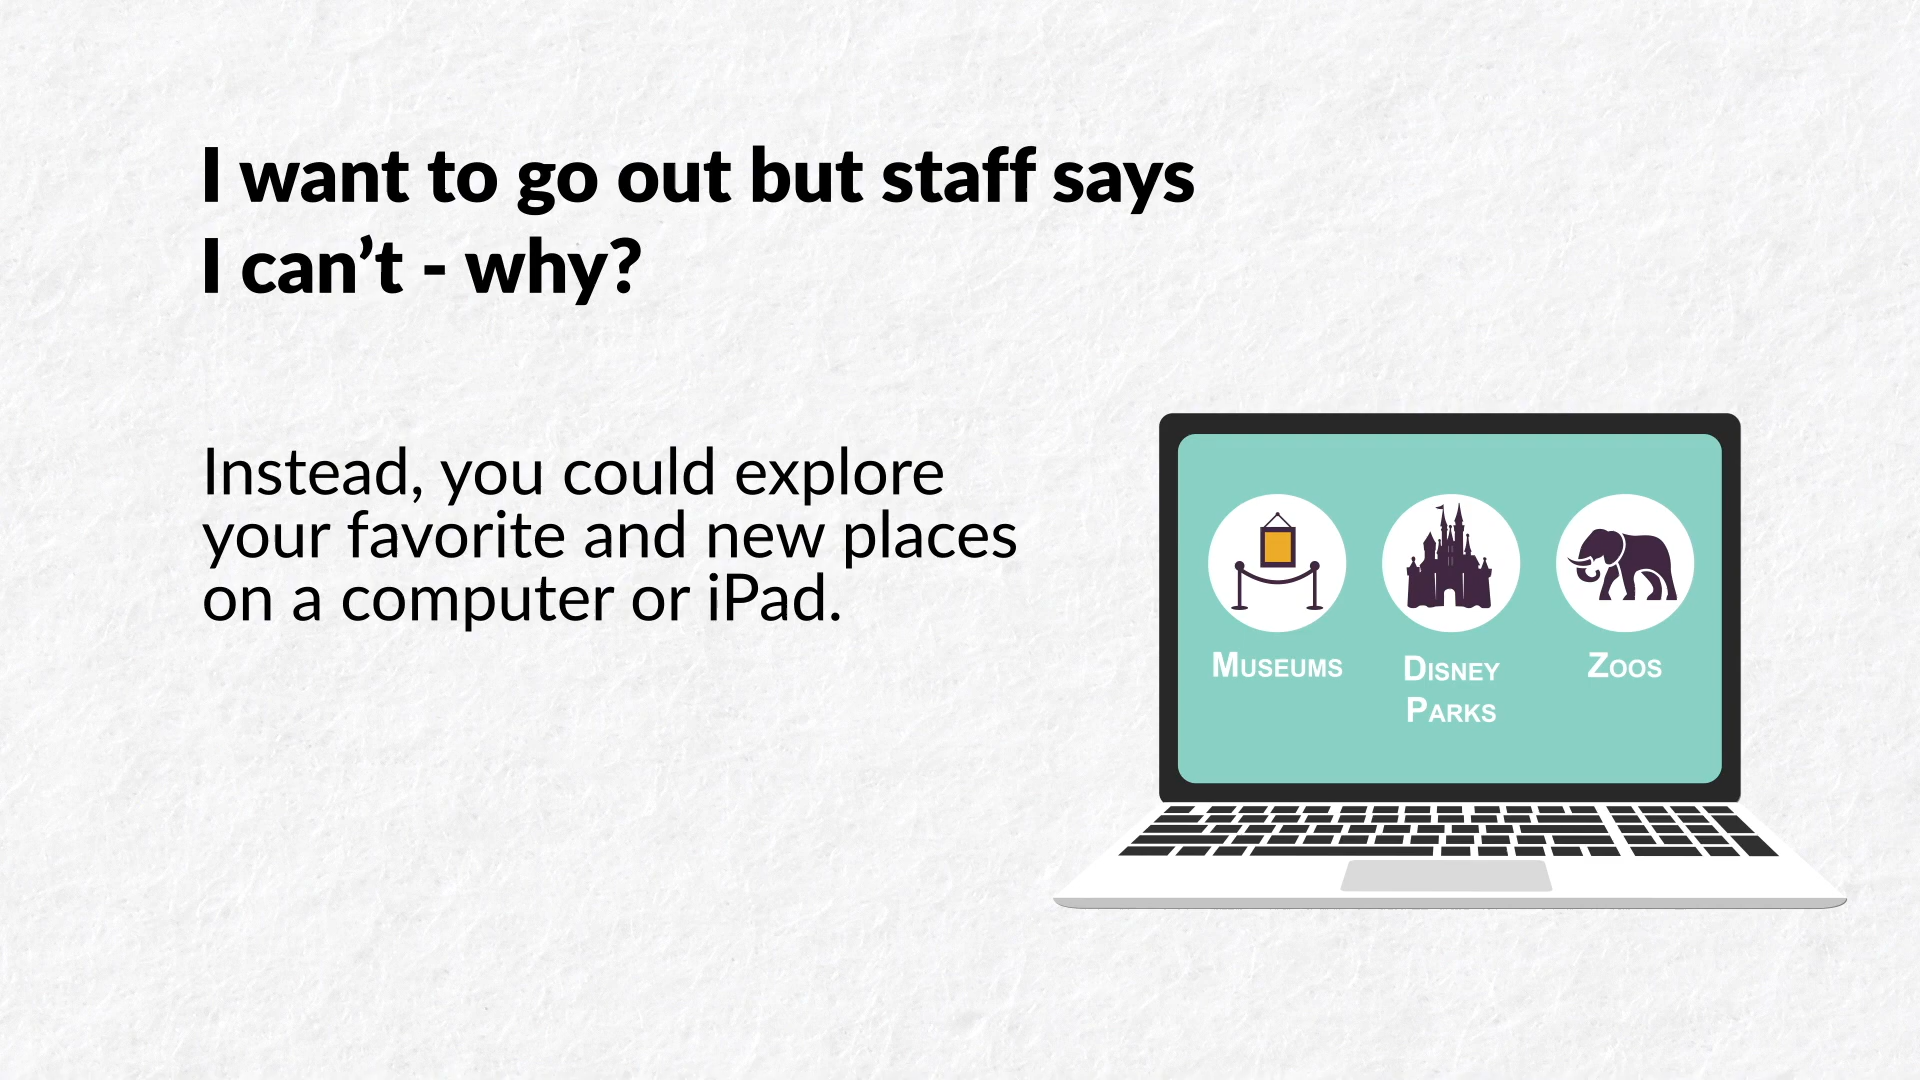 I want to go out but staff says
I can’t - why?
Instead, you could explore
your favorite and new places
on a computer or iPad.
Museums
Disney
Parks
Zoos